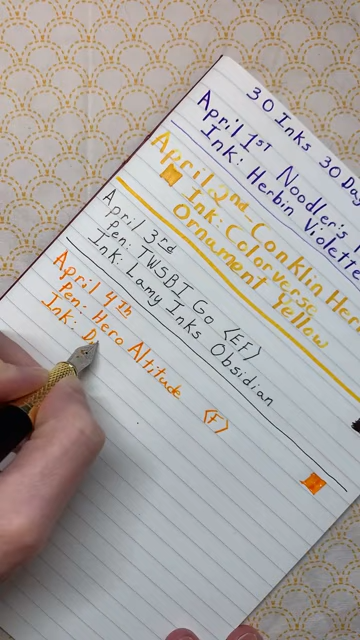 30 Inks 30 Day
April 1st Noodler's
Ink: Herbin Violette
April 2nd Conklin Her
Ink: Colorverse
Ornament Yellow
April 3rd
Pen: TWSBI Go <EF>
Ink: Lamy Inks Obsidian
April 4th
Pen: Hero Altitude <F>
Ink: D